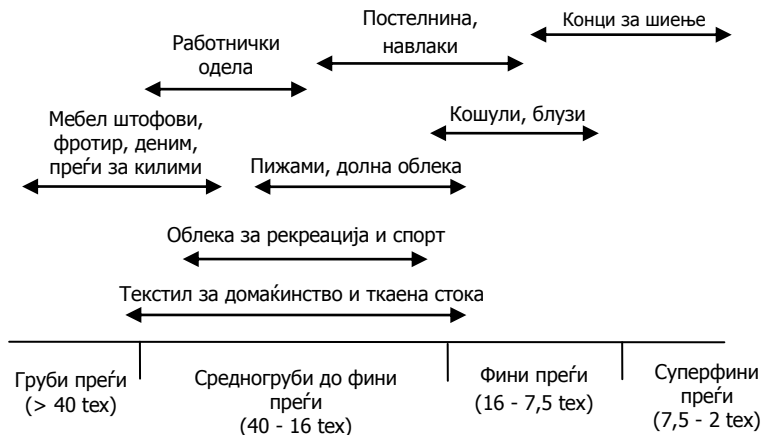 Конци за шиење
Постелнина,
навлаки
Работнички
одела
Мебел штофови,
фротир, деним,
преѓи за килими
Кошули, блузи
Пижами, долна облека
Облека за рекреација и спорт
Текстил за домаќинство и ткаена стока
Груби преѓи
(> 40 tex)
Средногруби до фини
преѓи
(40 - 16 tex)
Фини преѓи
(16 - 7,5 tex)
Суперфини
преѓи
(7,5 - 2 tex)